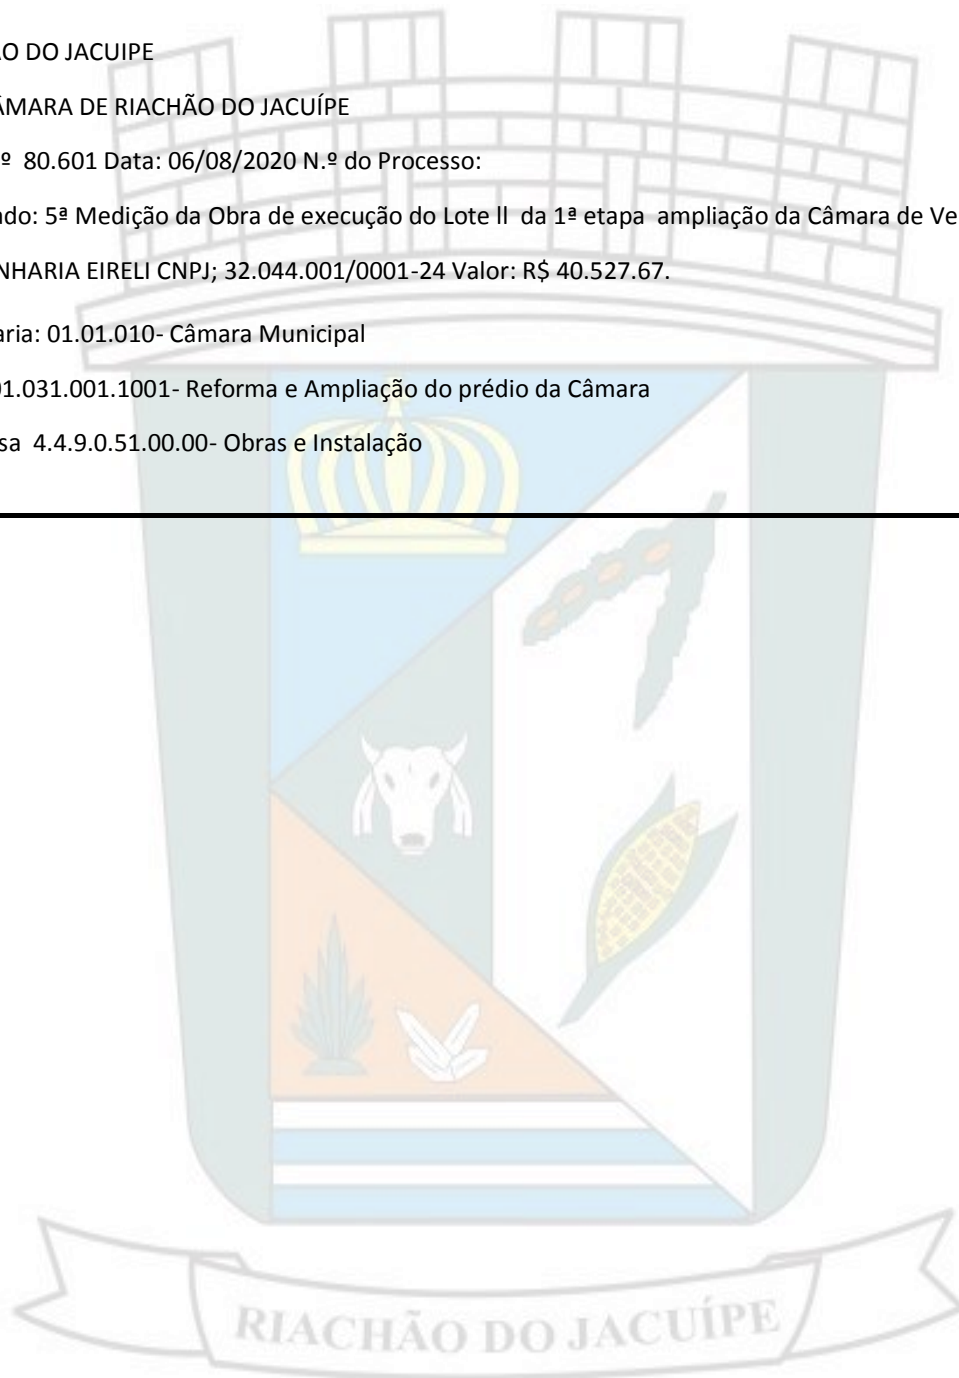 ÃO DO JACUIPE
ÂMARA DE RIACHÃO DO JACUÍPE
º 80.601 Data: 06/08/2020 N.º do Processo:
ado: 5ª Medição da Obra de execução do Lote ll da 1ª etapa ampliação da Câmara de Ve
NHARIA EIRELI CNPJ; 32.044.001/0001-24 Valor: R$ 40.527.67.
aria: 01.01.010- Câmara Municipal
01.031.001.1001- Reforma e Ampliação do prédio da Câmara
sa 4.4.9.0.51.00.00- Obras e Instalação
RIACHÃO DO JACUÍPE